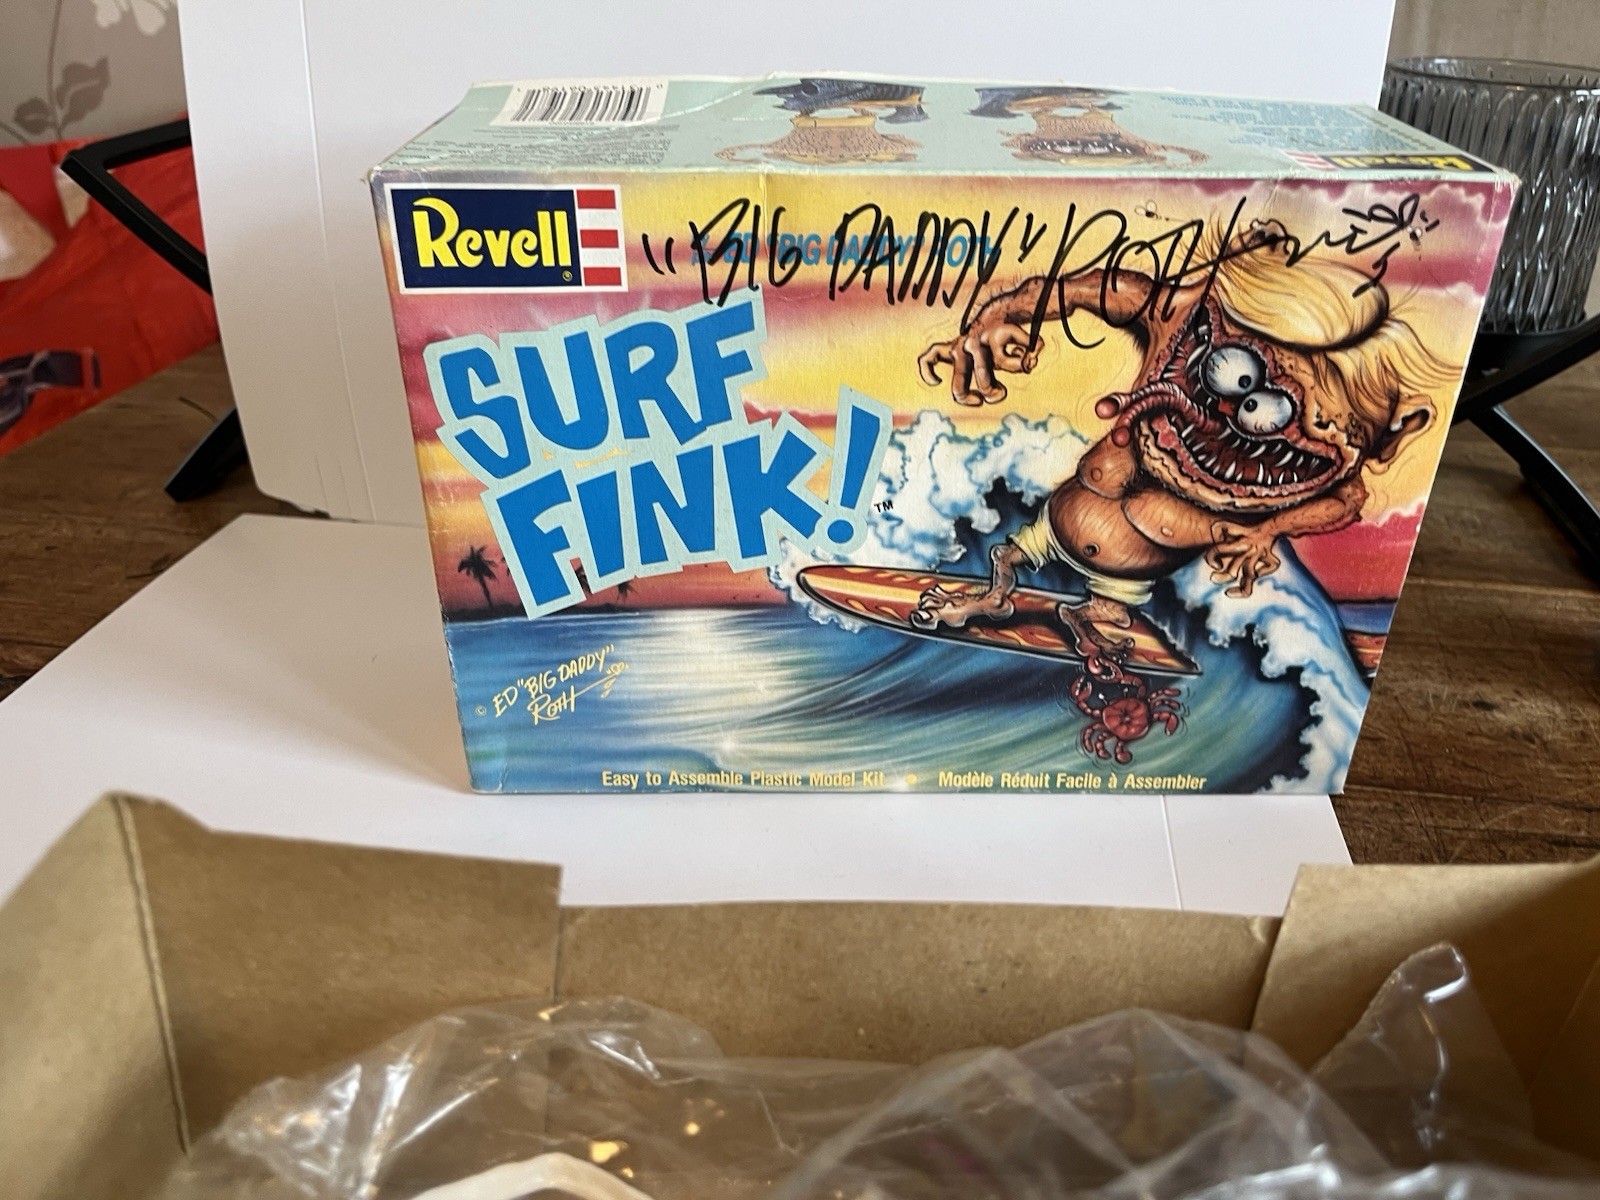 Revell
Revell®
"BIG DADDY" ROTH
ED "BIG DADDY" ROTH
SURF
FINK!™
© ED "BIG DADDY"
ROTH
Easy to Assemble Plastic Model Kit • Modèle Réduit Facile à Assembler